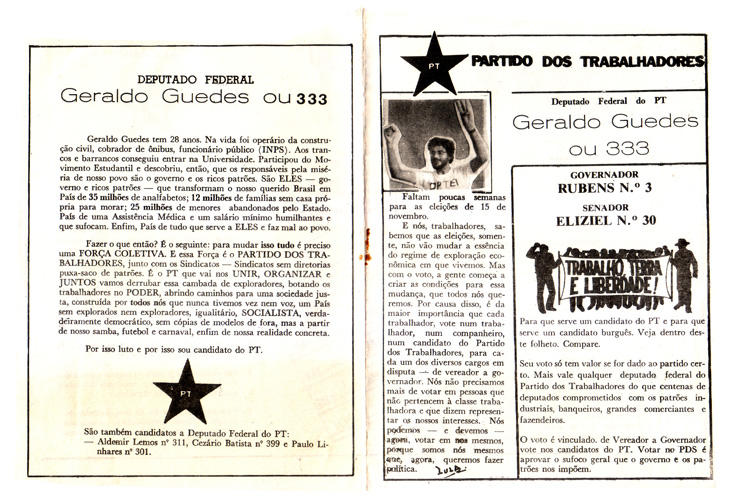 DEPUTADO FEDERAL
Geraldo Guedes ou 333
Geraldo Guedes tem 28 anos. Na vida foi operário da constru-
ção civil, cobrador de ônibus, funcionário público (INPS). Aos tran-
cos e barrancos conseguiu entrar na Universidade. Participou do Mo-
vimento Estudantil e descobriu, então, que os responsáveis pela misé-
ria de nosso povo são o governo e os ricos patrões. São ELES — go-
verno e ricos patrões — que transformam o nosso querido Brasil em
País de 35 milhões de analfabetos; 12 milhões de famílias sem casa pró-
pria para morar; 25 milhões de menores abandonados pelo Estado.
País de uma Assistência Médica e um salário mínimo humilhantes e
que sufocam. Enfim, País de tudo que serve a ELES e faz mal ao povo.
Fazer o que então? É o seguinte: para mudar isso tudo é preciso
uma FORÇA COLETIVA. E essa Força é o PARTIDO DOS TRA-
BALHADORES, junto com os Sindicatos — Sindicatos sem diretorias
puxa-saco de patrões. É o PT que vai nos UNIR, ORGANIZAR e
JUNTOS vamos derrubar essa cambada de exploradores, botando os
trabalhadores no PODER, abrindo caminhos para uma sociedade jus-
ta, construída por todos nós que nunca tivemos vez nem voz, um País
sem explorados nem exploradores, igualitário, SOCIALISTA, verda-
deiramente democrático, sem cópias de modelos de fora, mas a partir
de nosso samba, futebol e carnaval, enfim de nossa realidade concreta.
Por isso luto e por isso sou candidato do PT.
PT
São também candidatos a Deputado Federal do PT:
— Aldemir Lemos nº 311, Cezário Batista nº 399 e Paulo Li-
nhares nº 301.
PT
PARTIDO DOS TRABALHADORES
OPTEI
Faltam poucas semanas
para as eleições de 15 de
novembro.
E nós, trabalhadores, sa-
bemos que as eleições, somen-
te, não vão mudar a essência
do regime de exploração eco-
nômica em que vivemos. Mas
com o voto, a gente começa a
criar as condições para essa
mudança, que todos nós que-
remos. Por causa disso, é da
maior importância que cada
trabalhador, vote num traba-
lhador, num companheiro,
num candidato do Partido
dos Trabalhadores, para ca-
da um dos diversos cargos em
disputa — de vereador a go-
vernador. Nós não precisamos
mais de votar em pessoas que
não pertencem à classe traba-
lhadora e que dizem represen-
tar os nossos interesses. Nós
podemos — e devemos —
agora, votar em nós mesmos,
porque somos nós mesmos
que, agora, queremos fazer
política.
Deputado Federal do PT
Geraldo Guedes
ou 333
GOVERNADOR
RUBENS N.º 3
SENADOR
ELIZIEL N.º 30
TRABALHO, TERRA
E LIBERDADE!
Para que serve um candidato do PT e para que
serve um candidato burguês. Veja dentro des-
te folheto. Compare.
Seu voto só tem valor se for dado ao partido cer-
to. Mais vale qualquer deputado federal do
Partido dos Trabalhadores do que centenas de
deputados comprometidos com os patrões in-
dustriais, banqueiros, grandes comerciantes e
fazendeiros.
O voto é vinculado. de Vereador a Governador
vote nos candidatos do PT. Votar no PDS é
aprovar o sufoco geral que o governo e os pa-
trões nos impõem.